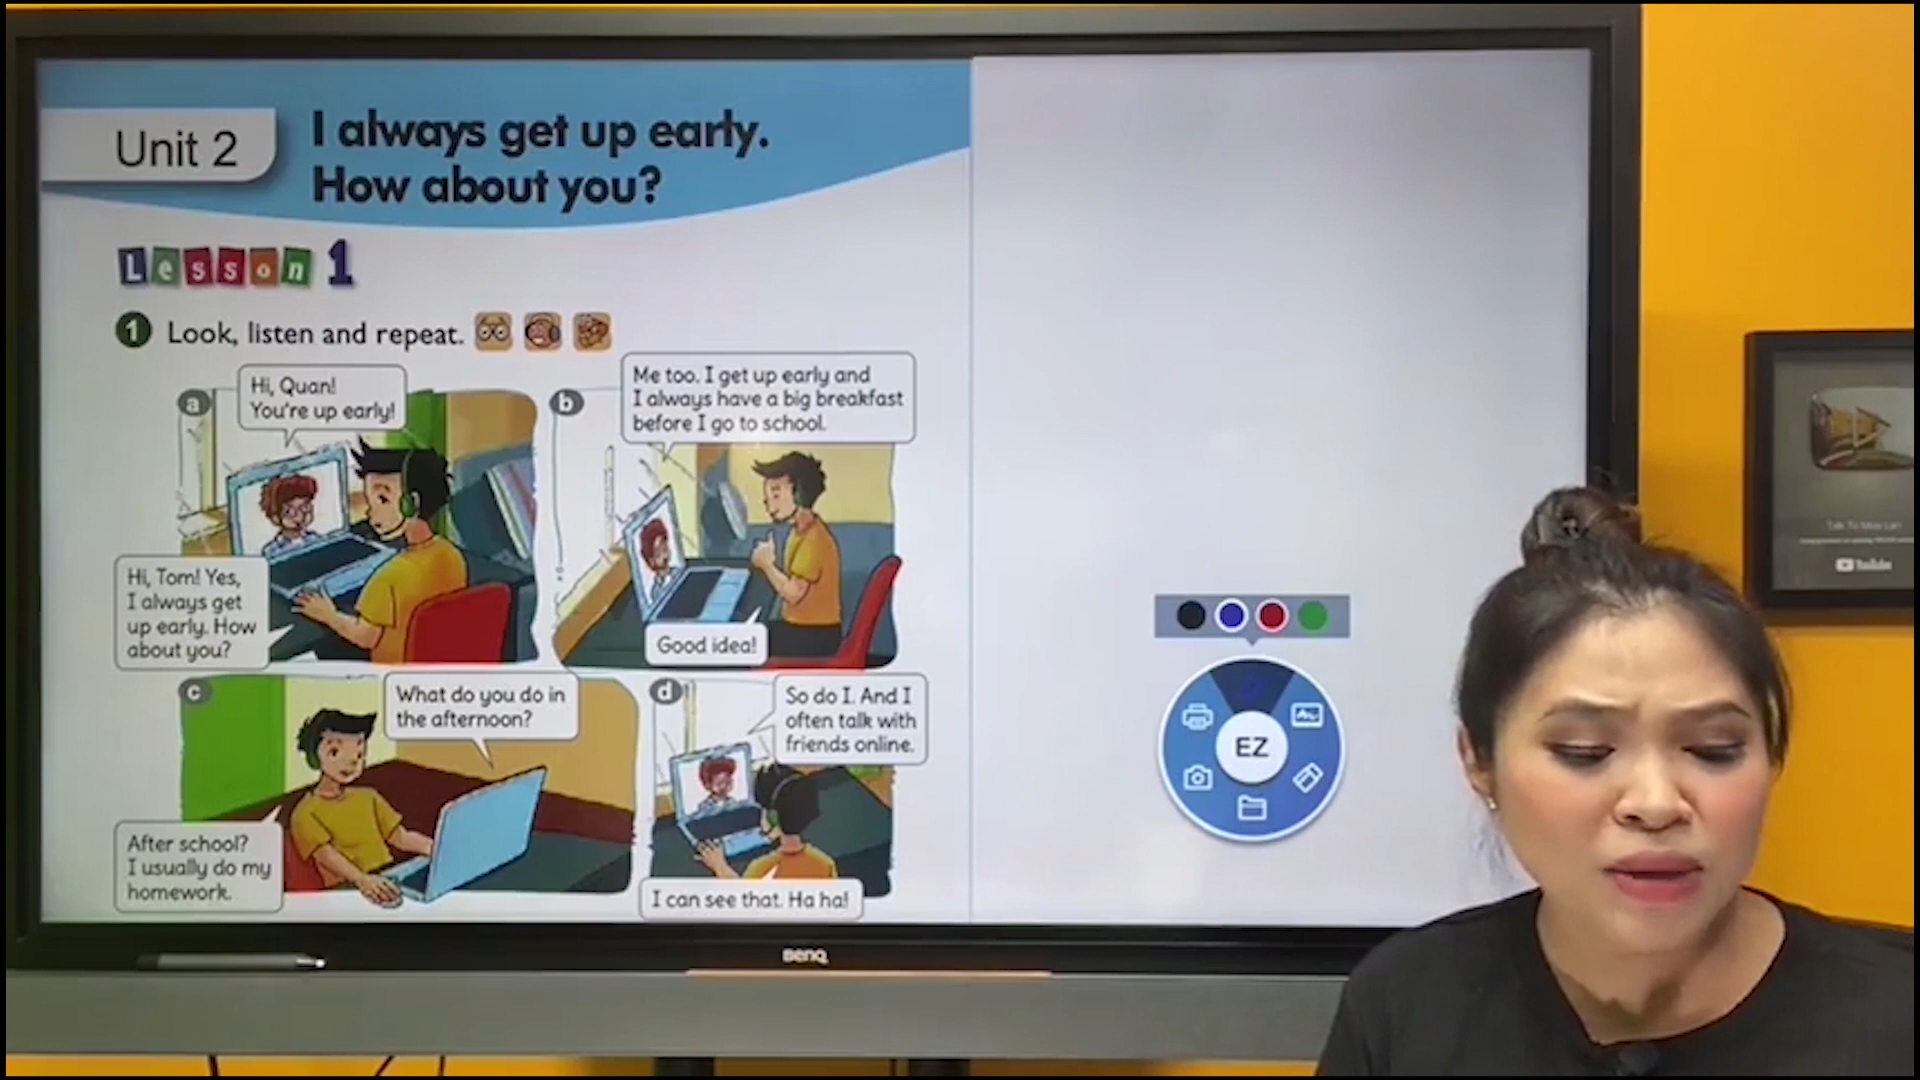 Unit 2
I always get up early.
How about you?
Lesson 1
1 Look, listen and repeat.
a
Hi, Quan!
You're up early!
Hi, Tom! Yes,
I always get
up early. How
about you?
b
Me too. I get up early and
I always have a big breakfast
before I go to school.
Good idea!
c
What do you do in
the afternoon?
After school?
I usually do my
homework.
d
So do I. And I
often talk with
friends online.
I can see that. Ha ha!
EZ
BenQ
YouTube